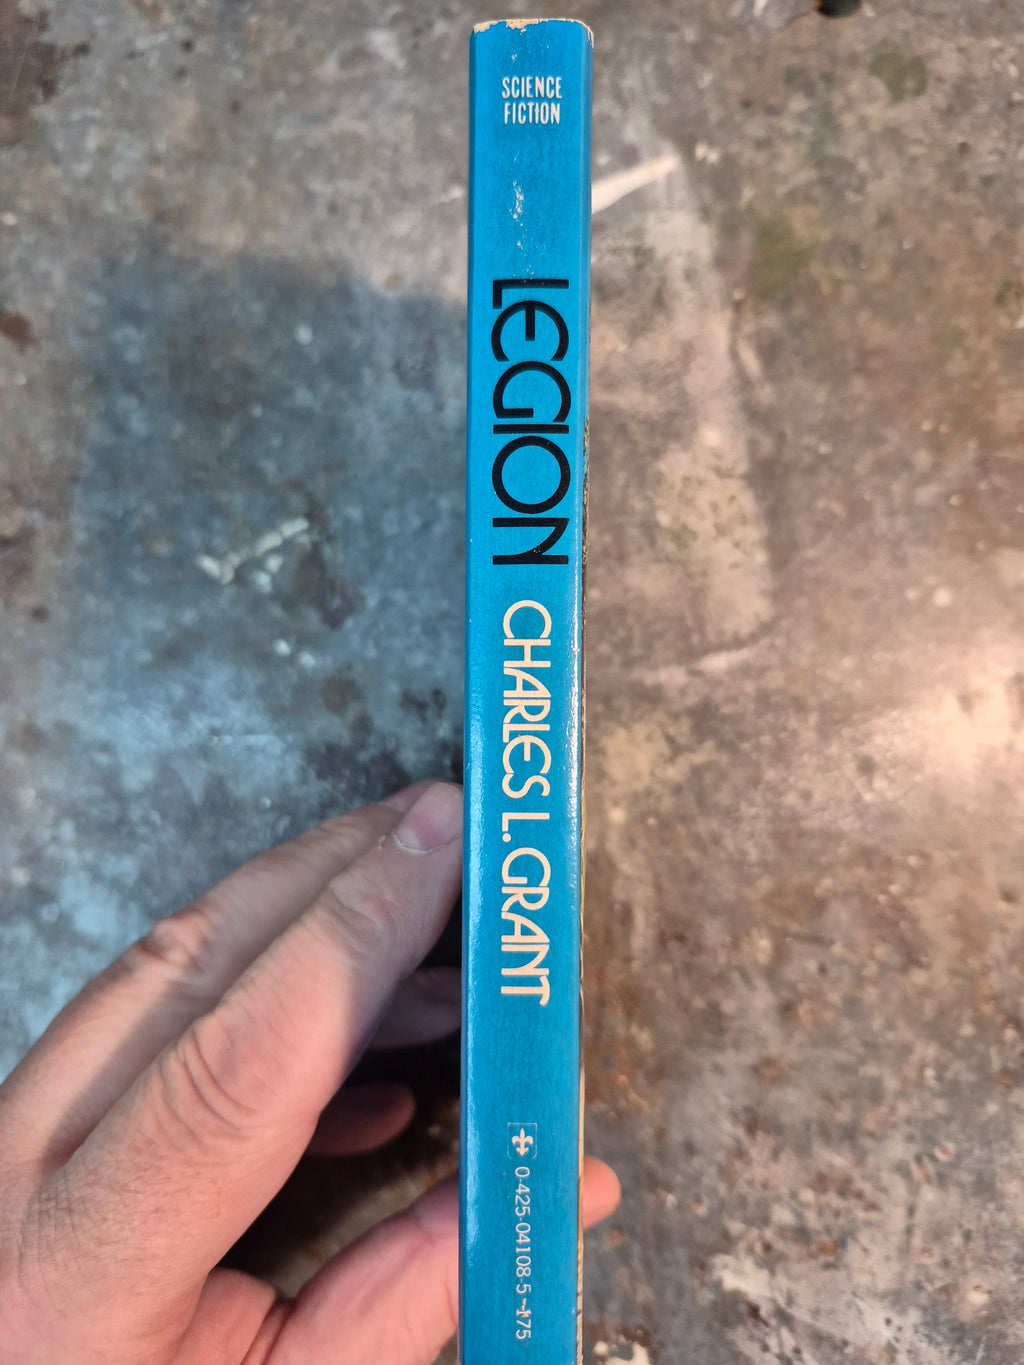 SCIENCE
FICTION
LEGION
CHARLES L. GRANT
0-425-04108-5~175